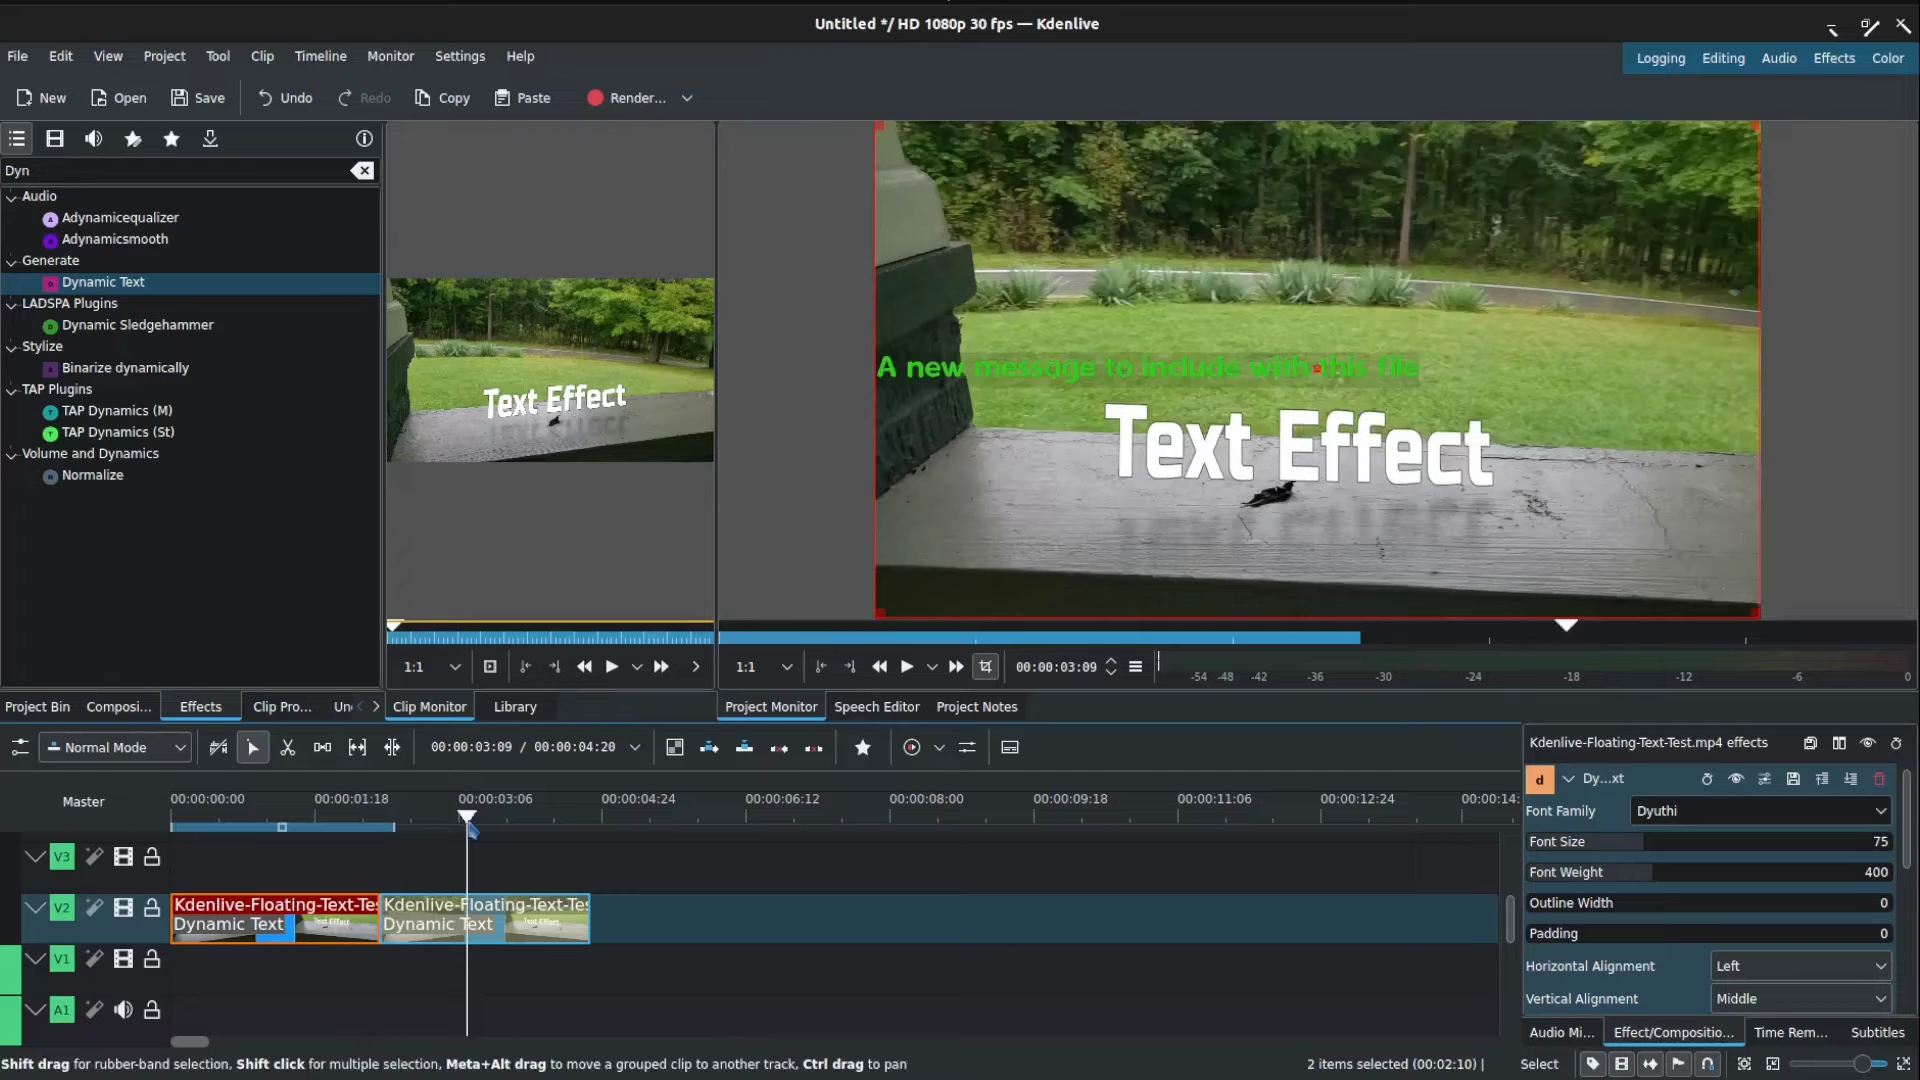 Untitled */ HD 1080p 30 fps — Kdenlive
File Edit View Project Tool Clip Timeline Monitor Settings Help
Logging Editing Audio Effects Color
New Open Save Undo Redo Copy Paste Render...
Dyn
Audio
Adynamicequalizer
Adynamicsmooth
Generate
Dynamic Text
LADSPA Plugins
Dynamic Sledgehammer
Stylize
Binarize dynamically
TAP Plugins
TAP Dynamics (M)
TAP Dynamics (St)
Volume and Dynamics
Normalize
Text Effect
A new message to include with this file
Text Effect
1:1
1:1 00:00:03:09
-54 -48 -42 -36 -30 -24 -18 -12 -6 0
Project Bin Composi... Effects Clip Pro... Un
Clip Monitor Library
Project Monitor Speech Editor Project Notes
Normal Mode 00:00:03:09 / 00:00:04:20
Master
00:00:00:00 00:00:01:18 00:00:03:06 00:00:04:24 00:00:06:12 00:00:08:00 00:00:09:18 00:00:11:06 00:00:12:24 00:00:14:
V3
V2
Kdenlive-Floating-Text-Tes Kdenlive-Floating-Text-Tes
Dynamic Text Dynamic Text
V1
A1
Kdenlive-Floating-Text-Test.mp4 effects
d Dy...xt
Font Family Dyuthi
Font Size 75
Font Weight 400
Outline Width 0
Padding 0
Horizontal Alignment Left
Vertical Alignment Middle
Audio Mi... Effect/Compositio... Time Rem... Subtitles
Shift drag for rubber-band selection, Shift click for multiple selection, Meta+Alt drag to move a grouped clip to another track, Ctrl drag to pan
2 items selected (00:02:10) | Select